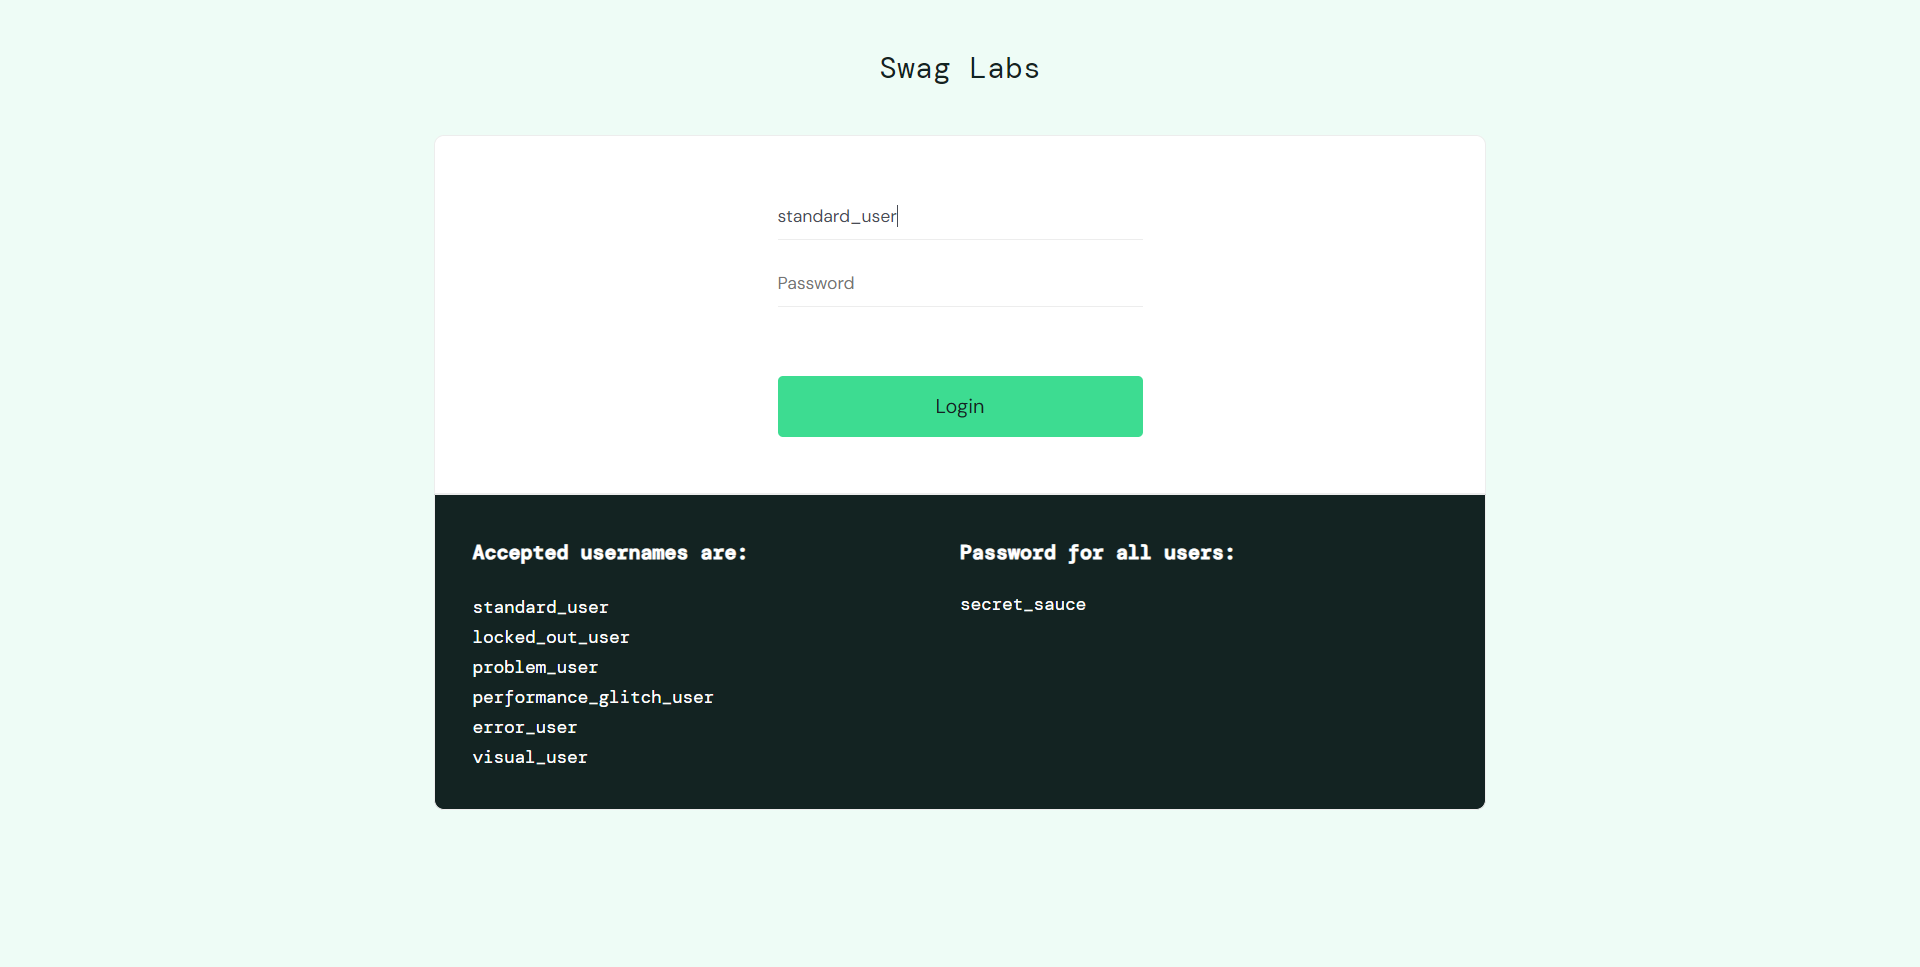 Swag Labs
standard_user
Password
Login
Accepted usernames are:
standard_user
locked_out_user
problem_user
performance_glitch_user
error_user
visual_user
Password for all users:
secret_sauce